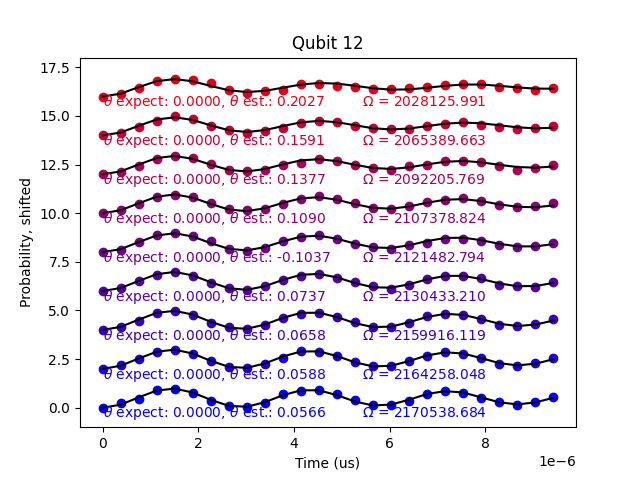 Qubit 12
17.5
θ expect: 0.0000, θ est.: 0.2027 Ω = 2028125.991
15.0
θ expect: 0.0000, θ est.: 0.1591 Ω = 2065389.663
12.5
θ expect: 0.0000, θ est.: 0.1377 Ω = 2092205.769
10.0
θ expect: 0.0000, θ est.: 0.1090 Ω = 2107378.824
7.5
θ expect: 0.0000, θ est.: -0.1037 Ω = 2121482.794
θ expect: 0.0000, θ est.: 0.0737 Ω = 2130433.210
5.0
θ expect: 0.0000, θ est.: 0.0658 Ω = 2159916.119
2.5
θ expect: 0.0000, θ est.: 0.0588 Ω = 2164258.048
0.0
θ expect: 0.0000, θ est.: 0.0566 Ω = 2170538.684
Probability, shifted
0 2 4 6 8
1e−6
Time (us)